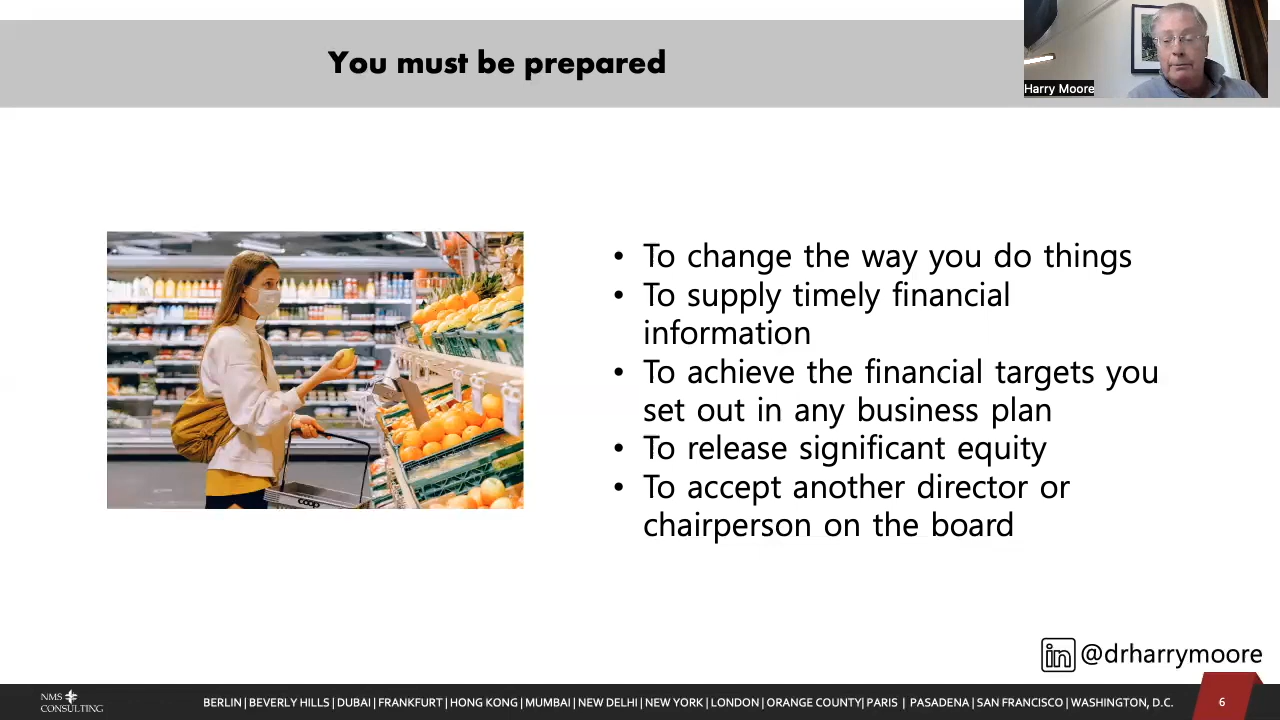 You must be prepared
Harry Moore
• To change the way you do things
• To supply timely financial
information
• To achieve the financial targets you
set out in any business plan
• To release significant equity
• To accept another director or
chairperson on the board
coop
in @drharrymoore
NMS
CONSULTING
BERLIN | BEVERLY HILLS | DUBAI | FRANKFURT | HONG KONG | MUMBAI | NEW DELHI | NEW YORK | LONDON | ORANGE COUNTY| PARIS | PASADENA | SAN FRANCISCO | WASHINGTON, D.C.
6